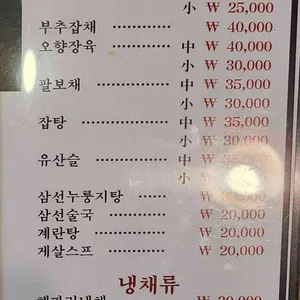 小 ₩ 25,000
부추잡채 ············ ₩ 40,000
오향장육 ············ 中 ₩ 40,000
小 ₩ 30,000
팔보채 ·············· 中 ₩ 35,000
小 ₩ 30,000
잡탕 ················ 中 ₩ 35,000
小 ₩ 30,000
유산슬 ·············· 中 ₩
小 ₩
삼선누룽지탕 ········
삼선술국 ············ ₩ 20,000
계란탕 ·············· ₩ 20,000
게살스프 ············ ₩ 20,000
냉채류